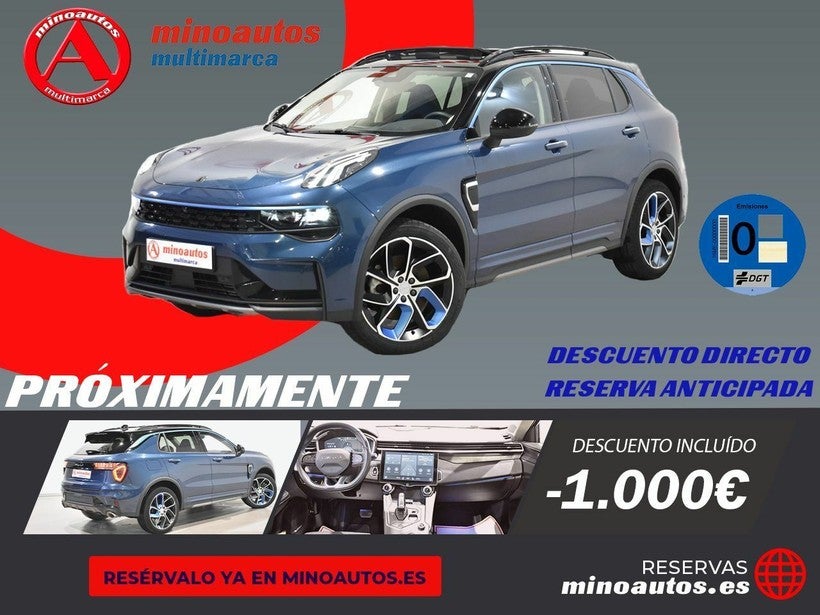 A
multimarca
minoautos
multimarca
minoautos
multimarca
Emisiones
0
DGT
DESCUENTO DIRECTO
RESERVA ANTICIPADA
PRÓXIMAMENTE
DESCUENTO INCLUÍDO
-1.000€
RESÉRVALO YA EN MINOAUTOS.ES
RESERVAS
minoautos.es